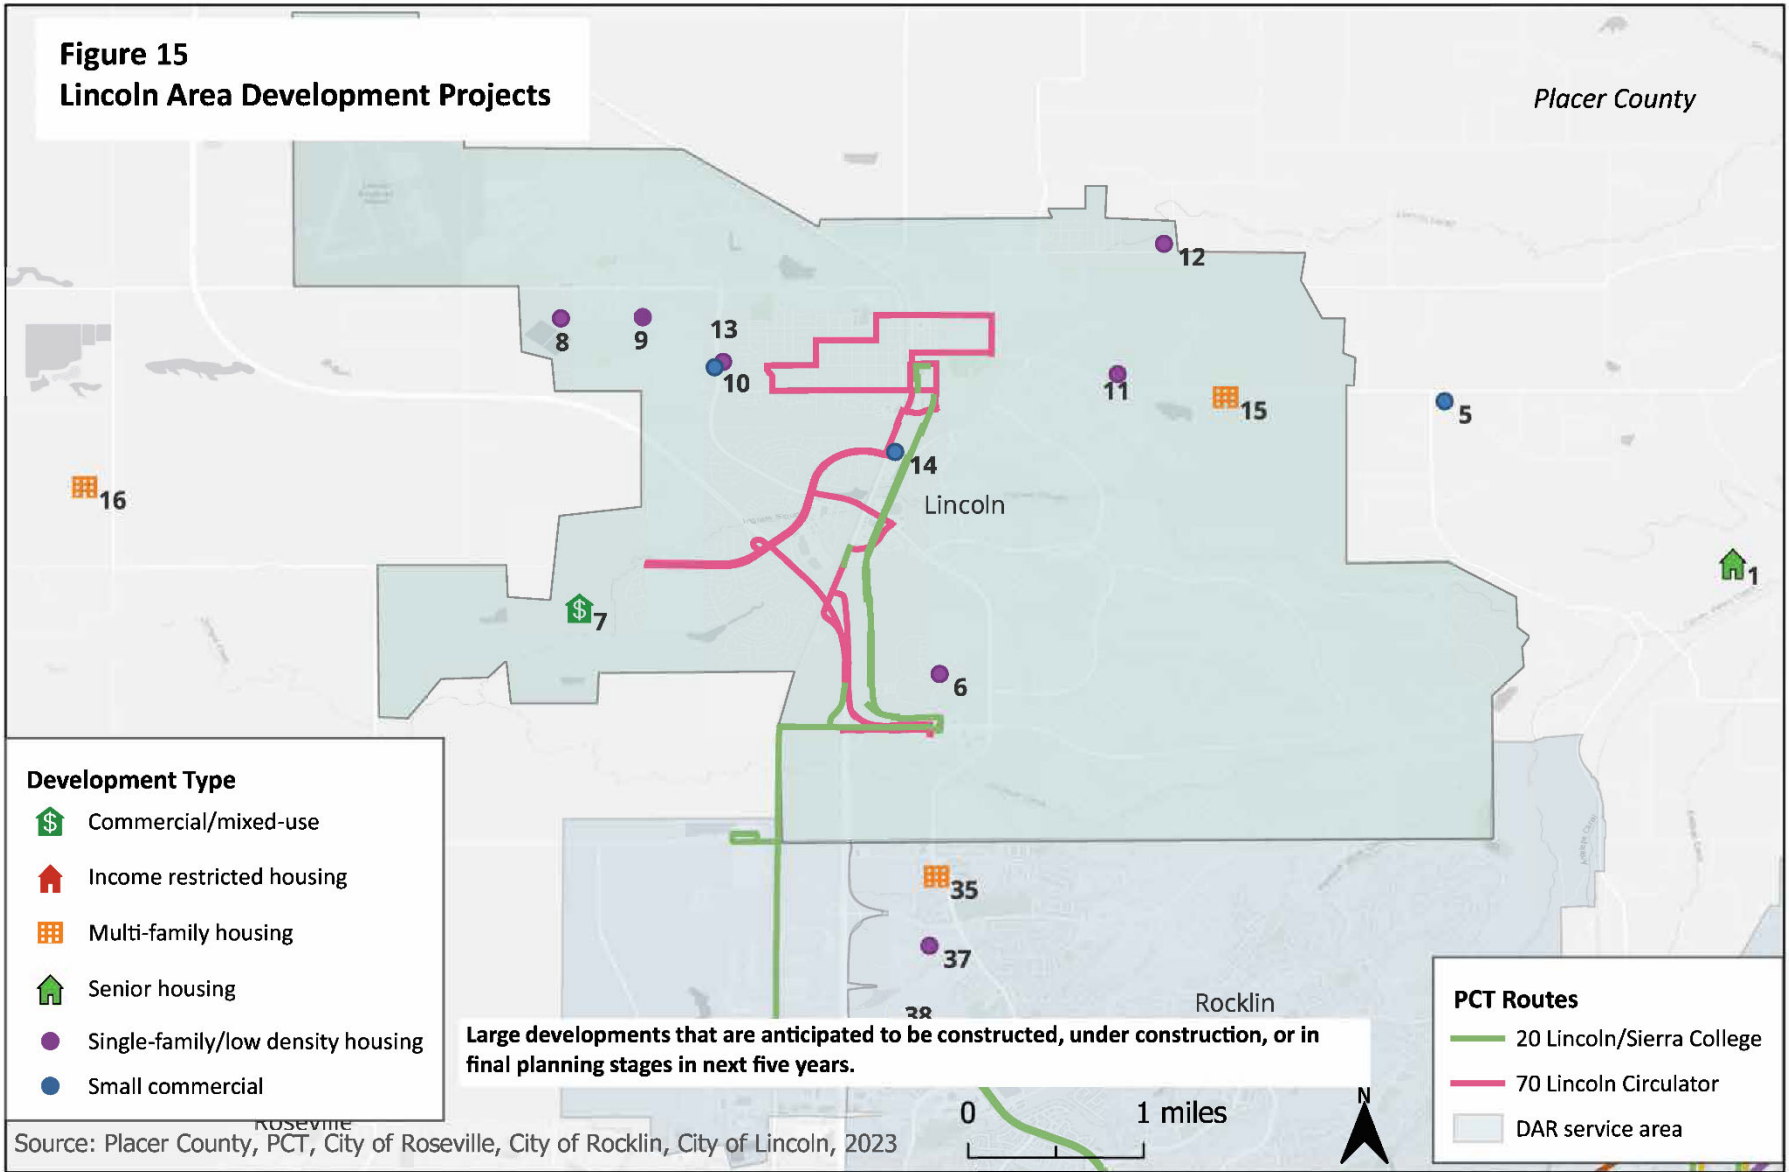 Figure 15
Lincoln Area Development Projects
Placer County
12
8
9
13
10
11
15
5
14
16
Lincoln
1
7
6
Development Type
Commercial/mixed-use
Income restricted housing
Multi-family housing
Senior housing
Single-family/low density housing
Small commercial
35
37
38
Rocklin
Large developments that are anticipated to be constructed, under construction, or in
final planning stages in next five years.
PCT Routes
20 Lincoln/Sierra College
70 Lincoln Circulator
DAR service area
N
0 1 miles
Roseville
Source: Placer County, PCT, City of Roseville, City of Rocklin, City of Lincoln, 2023